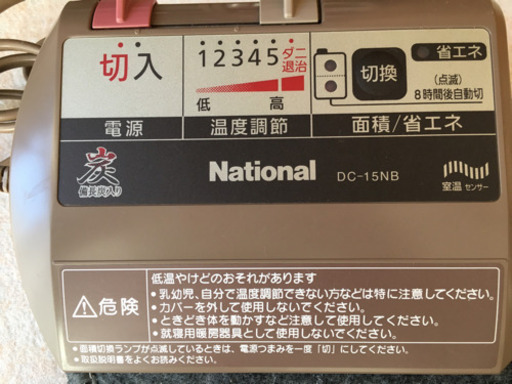 切入
12345ダニ退治
低 高
切換
省エネ
(点滅)
8時間後自動切
電源
温度調節
面積/省エネ
炭
備長炭入り
National
DC-15NB
室温センサー
危険
低温やけどのおそれがあります
・乳幼児、自分で温度調節できない方などは特に注意してください。
・カバーを外して使用しないでください。
・ときどき体を動かすなど注意して使用してください。
・就寝用暖房器具として使用しないでください。
・面積切換ランプが点滅しているときは、電源つまみを一度「切」にしてください。
・取扱説明書をよくお読みください。